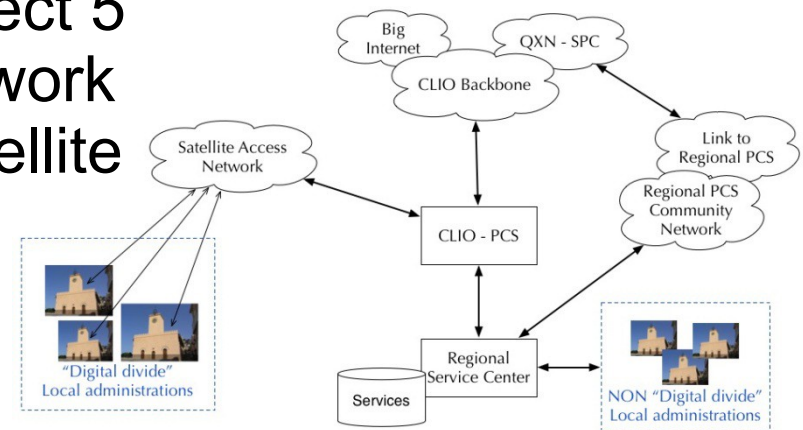 ect 5
work
ellite
Big
Internet
QXN - SPC
CLIO Backbone
Satellite Access
Network
Link to
Regional PCS
Regional PCS
Community
Network
CLIO - PCS
"Digital divide"
Local administrations
Regional
Service Center
Services
NON "Digital divide"
Local administrations